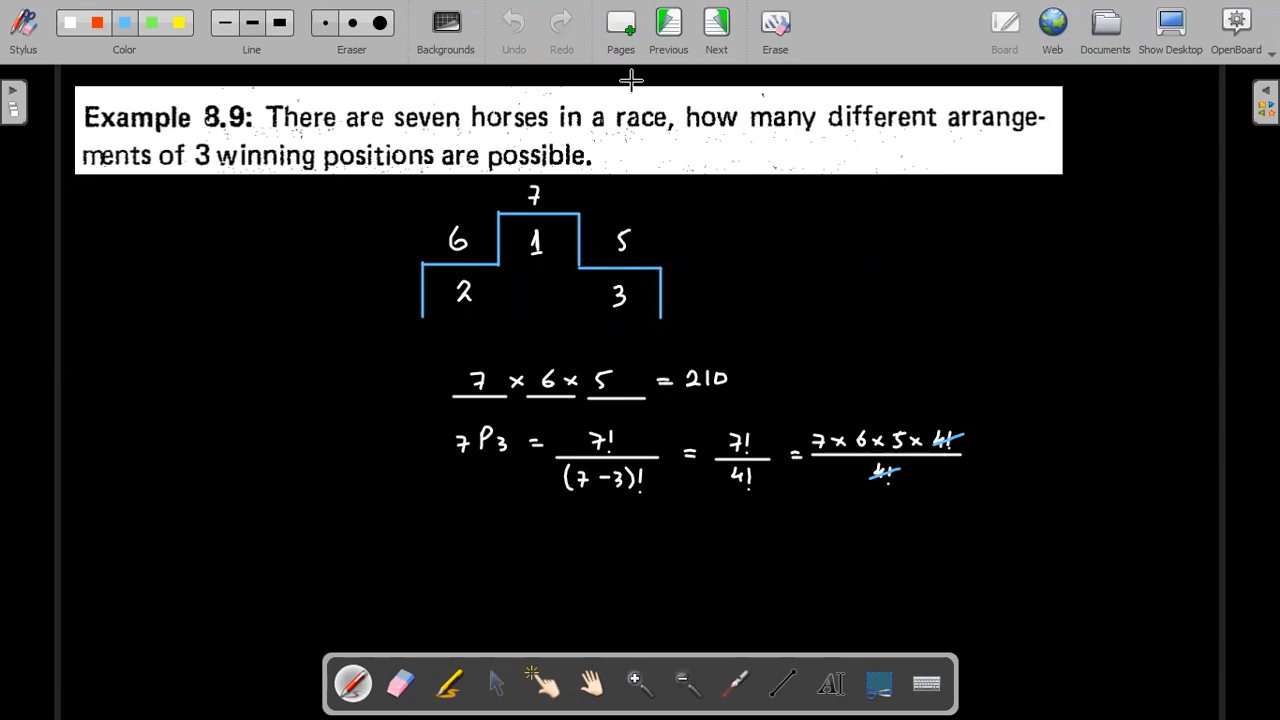 Stylus Color Line Eraser Backgrounds Undo Redo Pages Previous Next Erase Board Web Documents Show Desktop OpenBoard
Example 8.9: There are seven horses in a race, how many different arrange-
ments of 3 winning positions are possible.
7
6 1 5
2 3
7 × 6 × 5 = 210
7P3 = 7! / (7-3)! = 7! / 4! = 7 × 6 × 5 × 4! / 4!
AI